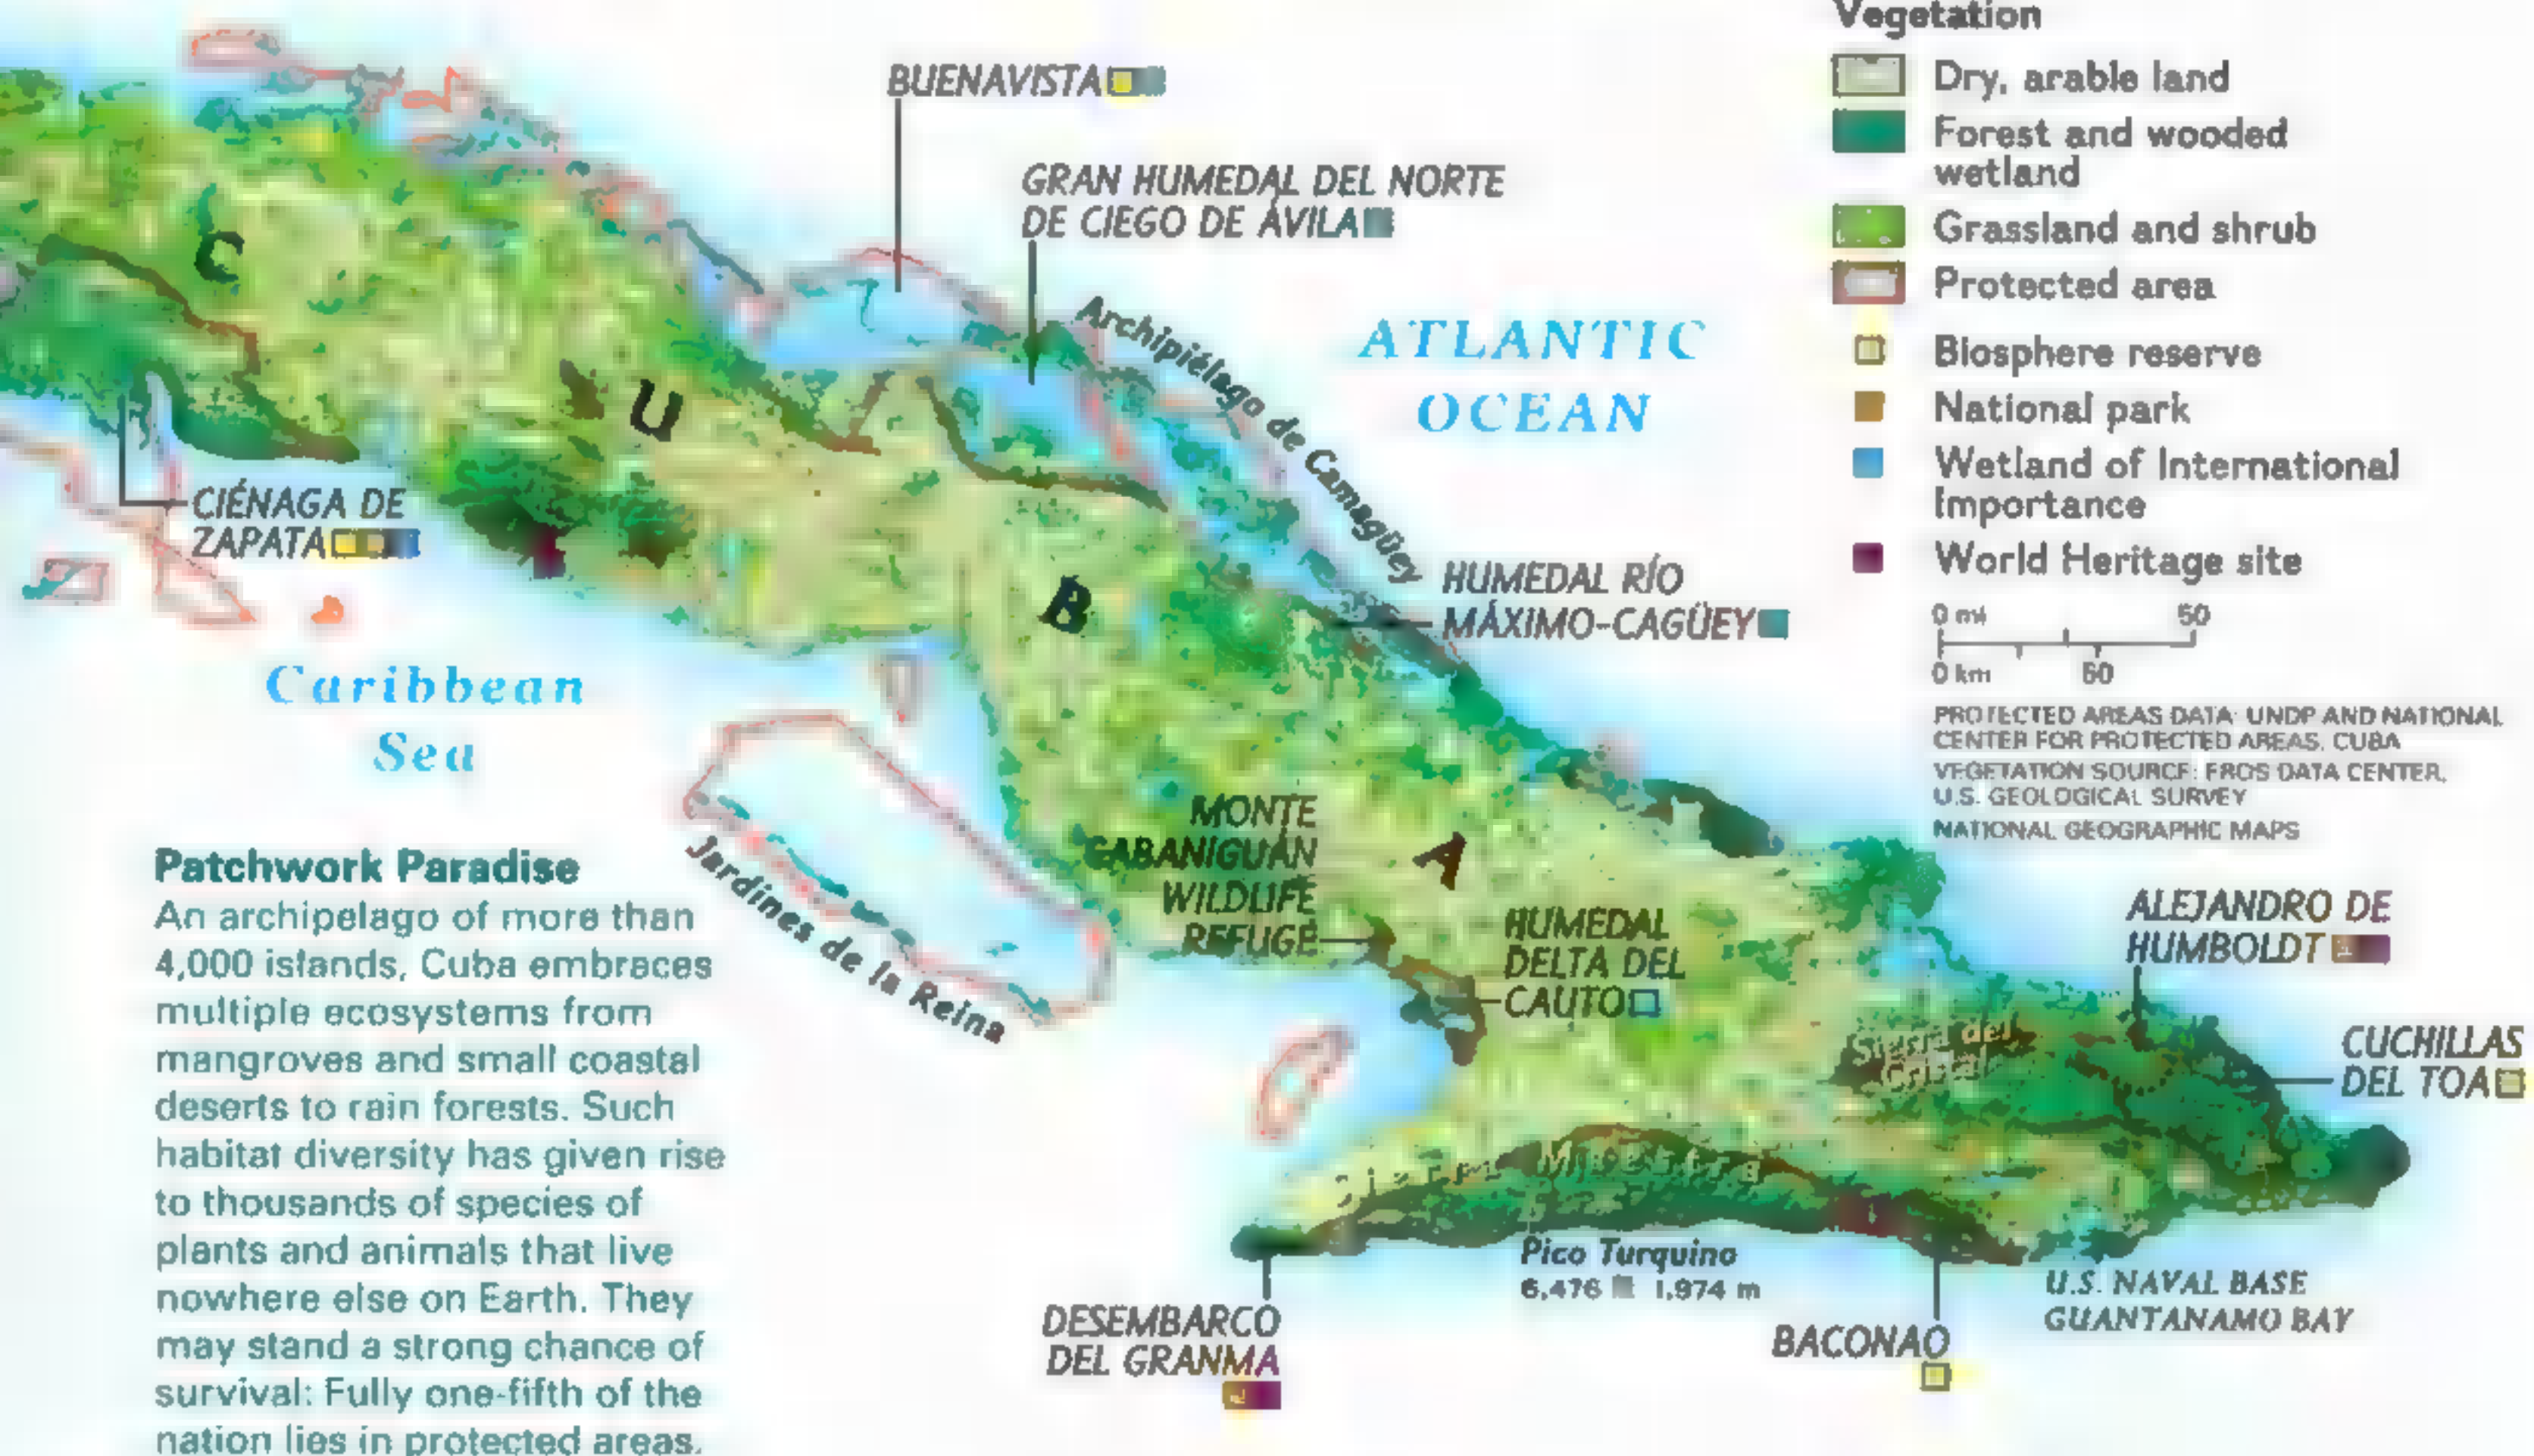 Vegetation
Dry, arable land
Forest and wooded
wetland
Grassland and shrub
Protected area
Biosphere reserve
National park
Wetland of International
Importance
World Heritage site
0 mi 50
0 km 50
PROTECTED AREAS DATA: UNDP AND NATIONAL
CENTER FOR PROTECTED AREAS, CUBA
VEGETATION SOURCE: EROS DATA CENTER,
U.S. GEOLOGICAL SURVEY
NATIONAL GEOGRAPHIC MAPS
BUENAVISTA
GRAN HUMEDAL DEL NORTE
DE CIEGO DE ÁVILA
Archipiélago de Camagüey
ATLANTIC
OCEAN
CUBA
CIÉNAGA DE
ZAPATA
HUMEDAL RÍO
MÁXIMO-CAGÜEY
Caribbean
Sea
Jardines de la Reina
MONTE
CABANIGUÁN
WILDLIFE
REFUGE
HUMEDAL
DELTA DEL
CAUTO
ALEJANDRO DE
HUMBOLDT
Sierra del
Cristal
CUCHILLAS
DEL TOA
Sierra Maestra
Pico Turquino
6,476 1,974 m
DESEMBARCO
DEL GRANMA
BACONAO
U.S. NAVAL BASE
GUANTANAMO BAY
Patchwork Paradise
An archipelago of more than
4,000 islands, Cuba embraces
multiple ecosystems from
mangroves and small coastal
deserts to rain forests. Such
habitat diversity has given rise
to thousands of species of
plants and animals that live
nowhere else on Earth. They
may stand a strong chance of
survival: Fully one-fifth of the
nation lies in protected areas.